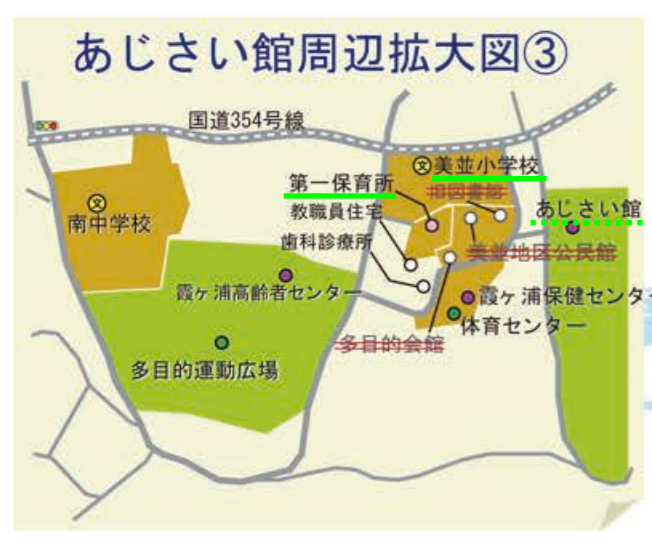 あじさい館周辺拡大図③
国道354号線
文
美並小学校
第一保育所
旧図書館
文
教職員住宅
あじさい館
南中学校
歯科診療所
美並地区公民館
霞ヶ浦高齢者センター
霞ヶ浦保健センター
体育センター
多目的会館
多目的運動広場